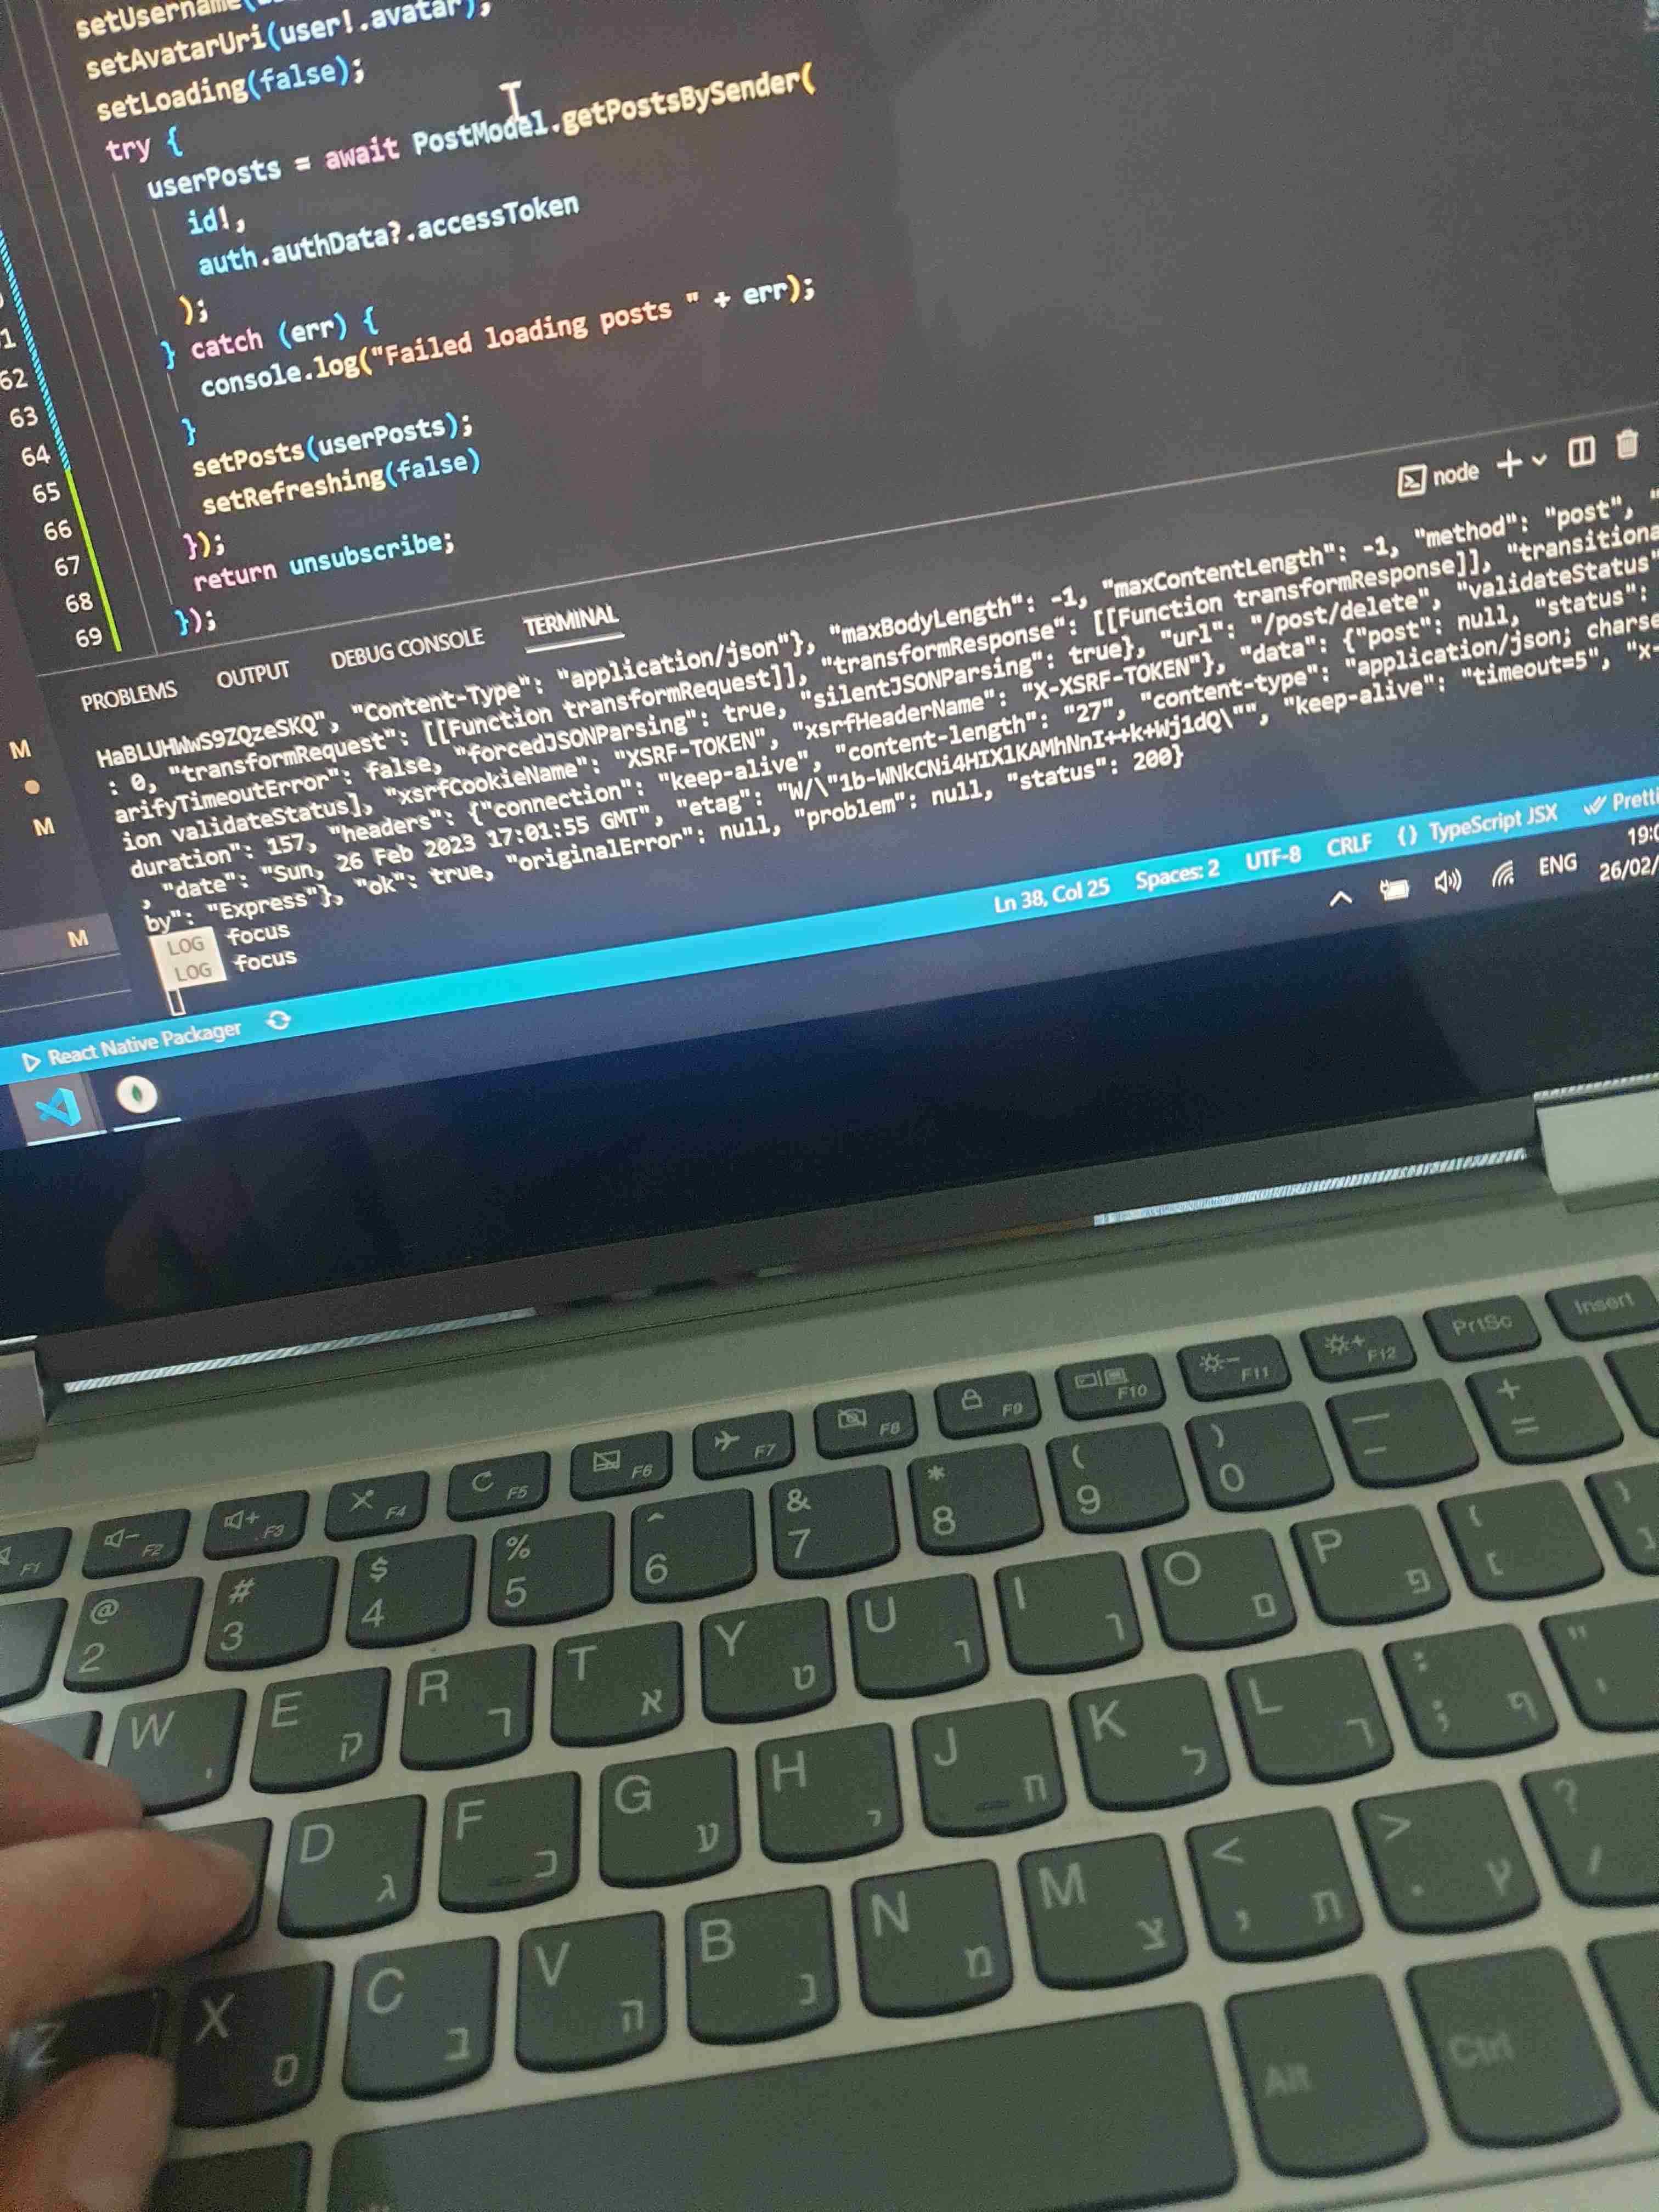 setUsername(
setAvatarUri(user!.avatar);
setLoading(false);
try {
userPosts = await PostModel.getPostsBySender(
id!,
auth.authData?.accessToken
);
} catch (err) {
console.log("Failed loading posts " + err);
}
setPosts(userPosts);
setRefreshing(false)
});
return unsubscribe;
});
1
62
63
64
65
66
67
68
69
PROBLEMS OUTPUT DEBUG CONSOLE TERMINAL
node
HaBLUHWwS9ZQzeSKQ", "Content-Type": "application/json"}, "maxBodyLength": -1, "maxContentLength": -1, "method": "post", "
: 0, "transformRequest": [[Function transformRequest]], "transformResponse": [[Function transformResponse]], "transitiona
arifyTimeoutError": false, "forcedJSONParsing": true, "silentJSONParsing": true}, "url": "/post/delete", "validateStatus"
ion validateStatus], "xsrfCookieName": "XSRF-TOKEN", "xsrfHeaderName": "X-XSRF-TOKEN"}, "data": {"post": null, "status":
duration": 157, "headers": {"connection": "keep-alive", "content-length": "27", "content-type": "application/json; charse
, "date": "Sun, 26 Feb 2023 17:01:55 GMT", "etag": "W/\"1b-WNkCNi4HIXlKAMhNnI++k+Wj1dQ\"", "keep-alive": "timeout=5", "x-
by": "Express"}, "ok": true, "originalError": null, "problem": null, "status": 200}
LOG focus
LOG focus
M
M
M
React Native Packager
Ln 38, Col 25 Spaces: 2 UTF-8 CRLF {} TypeScript JSX Pretti
ENG
19:0
26/02/
F1 F2 F3 F4 F5 F6 F7 F8 F9 F10 F11 F12 PrtSc Insert
@ 2 # 3 $ 4 % 5 ^ 6 & 7 * 8 ( 9 ) 0 _ - + =
W ' E ק R ר T א Y ט U ו I ן O ם P פ { [ } ]
D ג F כ G ע H י J ח K ל L ך : ; ף " '
Z X ס C ב V ה B נ N מ M צ < , ת > . ץ ? /
Alt Ctrl